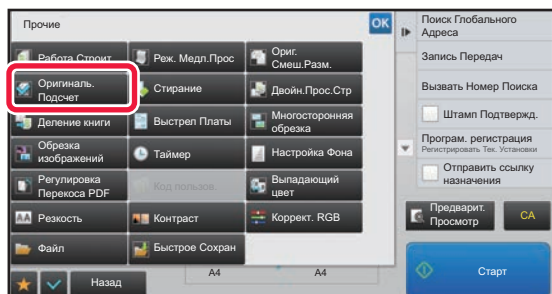 Прочие
OK
Работа Строит
Реж. Медл.Прос
Ориг.
Смеш.Разм.
Оригиналь.
Подсчет
Стирание
Двойн.Прос.Стр
Деление книги
Выстрел Платы
Многосторонняя
обрезка
Обрезка
изображений
Таймер
Настройка Фона
Регулировка
Перекоса PDF
Код пользов.
Выпадающий
цвет
Резкость
Контраст
Коррект. RGB
Файл
Быстрое Сохран
Назад
A4
A4
Поиск Глобального
Адреса
Запись Передач
Вызвать Номер Поиска
Штамп Подтвержд.
Програм. регистрация
Регистрировать Тек. Установки
Отправить ссылку
назначения
Предварит.
Просмотр
CA
Старт